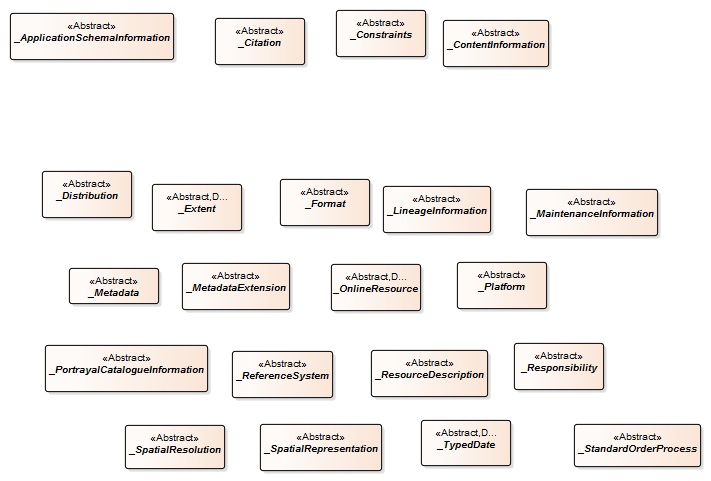 «Abstract»
_ApplicationSchemaInformation
«Abstract»
_Citation
«Abstract»
_Constraints
«Abstract»
_ContentInformation
«Abstract»
_Distribution
«Abstract,D...
_Extent
«Abstract»
_Format
«Abstract»
_LineageInformation
«Abstract»
_MaintenanceInformation
«Abstract»
_Metadata
«Abstract»
_MetadataExtension
«Abstract,D...
_OnlineResource
«Abstract»
_Platform
«Abstract»
_PortrayalCatalogueInformation
«Abstract»
_ReferenceSystem
«Abstract»
_ResourceDescription
«Abstract»
_Responsibility
«Abstract»
_SpatialResolution
«Abstract»
_SpatialRepresentation
«Abstract,D...
_TypedDate
«Abstract»
_StandardOrderProcess